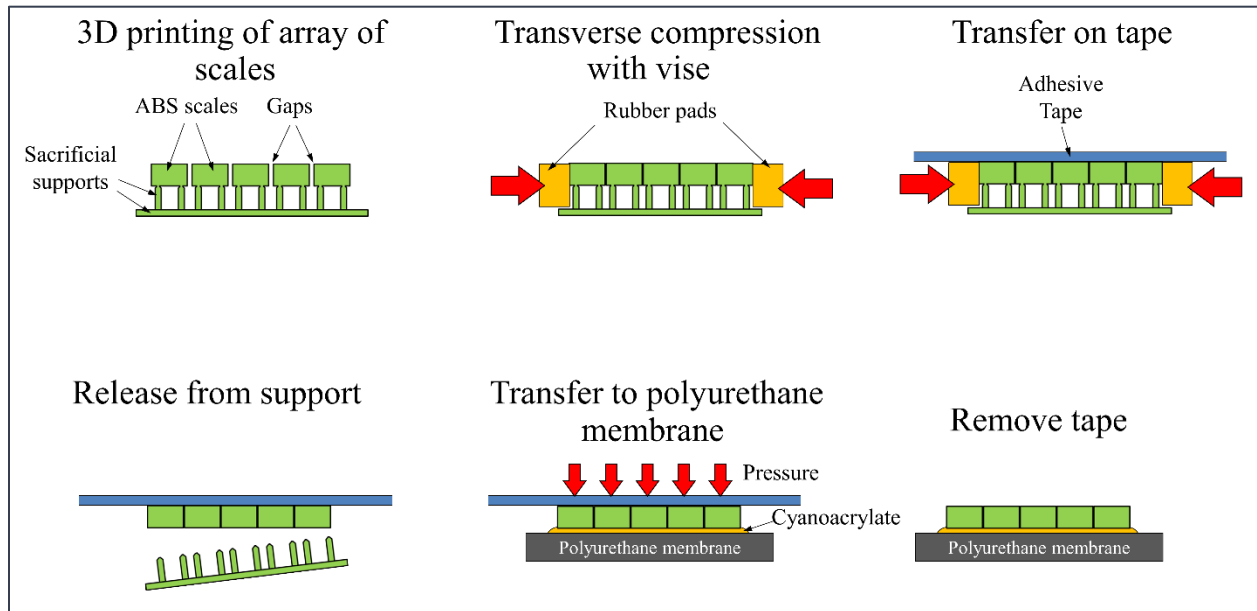 3D printing of array of
scales
ABS scales
Gaps
Sacrificial
supports
Transverse compression
with vise
Rubber pads
Transfer on tape
Adhesive
Tape
Release from support
Transfer to polyurethane
membrane
Pressure
Cyanoacrylate
Polyurethane membrane
Remove tape
Polyurethane membrane